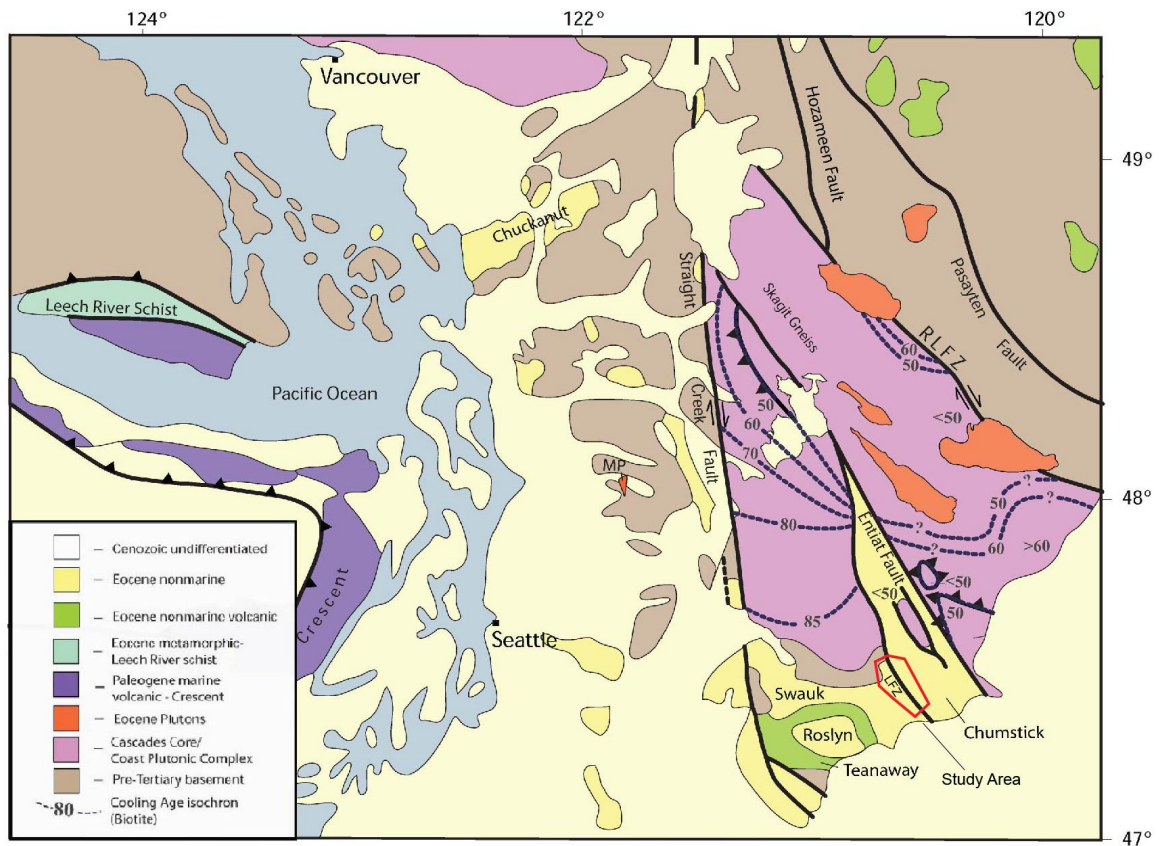 124°
122°
120°
Vancouver
Hozameen Fault
49°
Chuckanut
Straight
Creek
Fault
Skagit Gneiss
Pasayten
Fault
Leech River Schist
RLFZ
60
50
Pacific Ocean
50
<50
60
70
MP
48°
80
Entiat Fault
?
?
50
?
?
60
>60
<50
<50
50
85
Crescent
Seattle
LFZ
Swauk
Roslyn
Chumstick
Teanaway
Study Area
47°
– Cenozoic undifferentiated
– Eocene nonmarine
– Eocene nonmarine volcanic
– Eocene metamorphic-
Leech River schist
– Paleogene marine
volcanic - Crescent
– Eocene Plutons
– Cascades Core/
Coast Plutonic Complex
– Pre-Tertiary basement
80 – Cooling Age isochron
(Biotite)